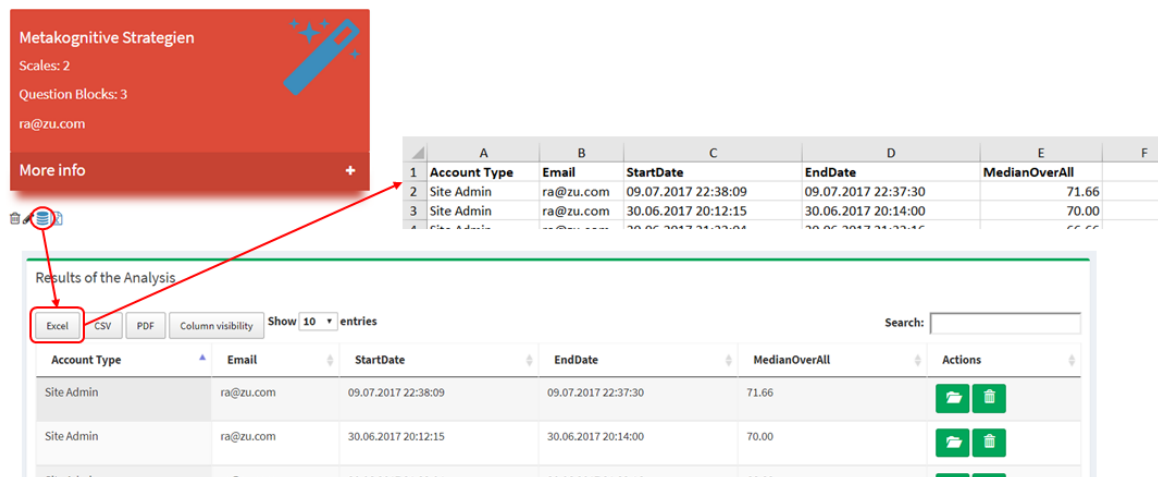 Metakognitive Strategien
Scales: 2
Question Blocks: 3
ra@zu.com
More info +
A B C D E F
1 Account Type Email StartDate EndDate MedianOverAll
2 Site Admin ra@zu.com 09.07.2017 22:38:09 09.07.2017 22:37:30 71.66
3 Site Admin ra@zu.com 30.06.2017 20:12:15 30.06.2017 20:14:00 70.00
Results of the Analysis
Excel CSV PDF Column visibility Show 10 entries Search:
Account Type Email StartDate EndDate MedianOverAll Actions
Site Admin ra@zu.com 09.07.2017 22:38:09 09.07.2017 22:37:30 71.66
Site Admin ra@zu.com 30.06.2017 20:12:15 30.06.2017 20:14:00 70.00